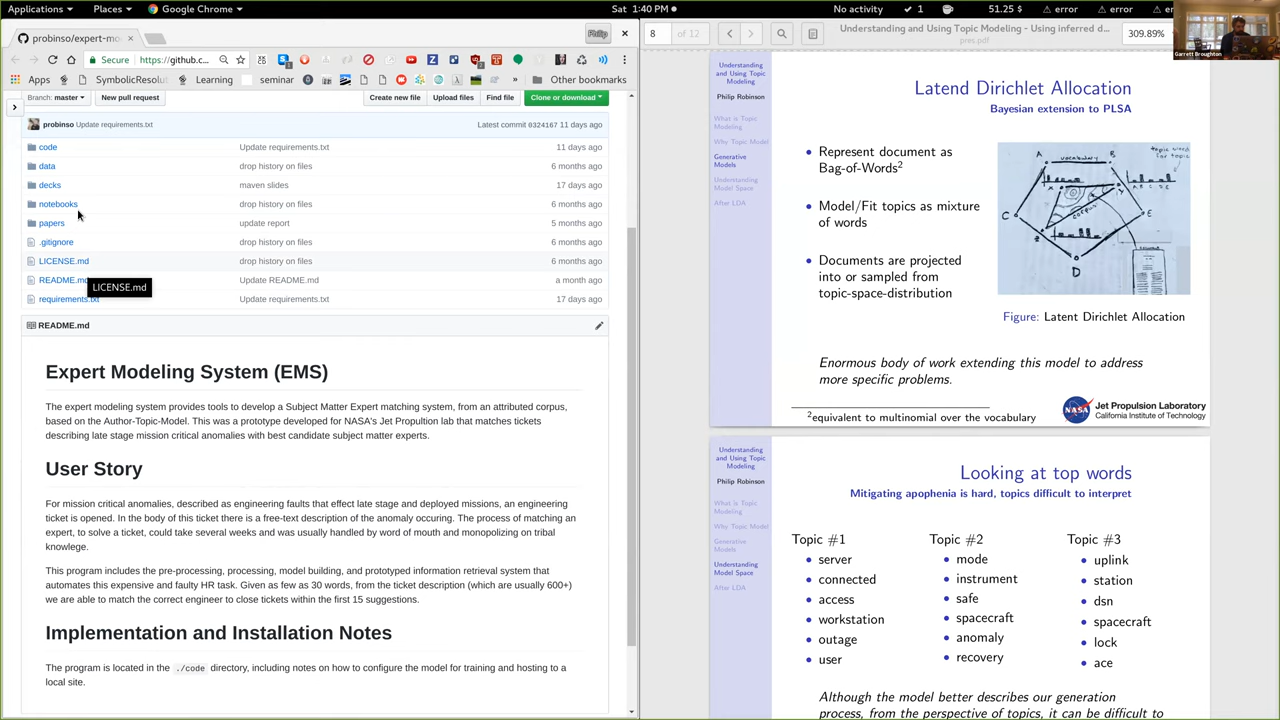 Applications
Places
Google Chrome
Sat 1:40 PM
No activity
1
51.25 $
error
error
error
probinso/expert-mo
Philip
Secure
https://github.c...
Apps
SymbolicResolut
Learning
seminar
Other bookmarks
Branch: master
New pull request
Create new file
Upload files
Find file
Clone or download
probinso Update requirements.txt
Latest commit 0324167 11 days ago
code Update requirements.txt 11 days ago
data drop history on files 6 months ago
decks maven slides 17 days ago
notebooks drop history on files 6 months ago
papers update report 5 months ago
.gitignore drop history on files 6 months ago
LICENSE.md drop history on files 6 months ago
README.md Update README.md a month ago
LICENSE.md
requirements.txt Update requirements.txt 17 days ago
README.md
Expert Modeling System (EMS)
The expert modeling system provides tools to develop a Subject Matter Expert matching system, from an attributed corpus,
based on the Author-Topic-Model. This was a prototype developed for NASA's Jet Propultion lab that matches tickets
describing late stage mission critical anomalies with best candidate subject matter experts.
User Story
For mission critical anomalies, described as engineering faults that effect late stage and deployed missions, an engineering
ticket is opened. In the body of this ticket there is a free-text description of the anomaly occuring. The process of matching an
expert, to solve a ticket, could take several weeks and was usually handled by word of mouth and monopolizing on tribal
knowlege.
This program includes the pre-processing, processing, model building, and prototyped information retrieval system that
automates this expensive and faulty HR task. Given as few as 30 words, from the ticket description (wich are usually 600+)
we are able to match the correct engineer to close tickets within the first 15 suggestions.
Implementation and Installation Notes
The program is located in the ./code directory, including notes on how to configure the model for training and hosting to a
local site.
8 of 12
Understanding and Using Topic Modeling - Using inferred d...
pres.pdf
309.89%
Garrett Broughton
Understanding
and Using Topic
Modeling
Philip Robinson
What is Topic
Modeling
Why Topic Model
Generative
Models
Understanding
Model Space
After LDA
Latend Dirichlet Allocation
Bayesian extension to PLSA
Represent document as
Bag-of-Words2
Model/Fit topics as mixture
of words
Documents are projected
into or sampled from
topic-space-distribution
vocabulary
topic word
for topic
A
B
C
D
E
corpus
A B C D E
Figure: Latent Dirichlet Allocation
Enormous body of work extending this model to address
more specific problems.
2equivalent to multinomial over the vocabulary
NASA
Jet Propulsion Laboratory
California Institute of Technology
Understanding
and Using Topic
Modeling
Philip Robinson
What is Topic
Modeling
Why Topic Model
Generative
Models
Understanding
Model Space
After LDA
Looking at top words
Mitigating apophenia is hard, topics difficult to interpret
Topic #1
server
connected
access
workstation
outage
user
Topic #2
mode
instrument
safe
spacecraft
anomaly
recovery
Topic #3
uplink
station
dsn
spacecraft
lock
ace
Although the model better describes our generation
process, from the perspective of topics, it can be difficult to